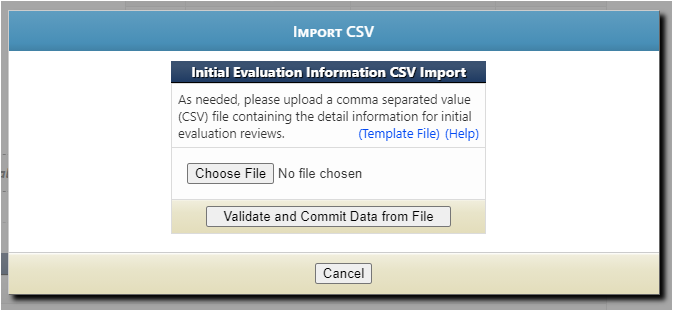 Import CSV
Initial Evaluation Information CSV Import
As needed, please upload a comma separated value
(CSV) file containing the detail information for initial
evaluation reviews. (Template File) (Help)
Choose File No file chosen
Validate and Commit Data from File
Cancel